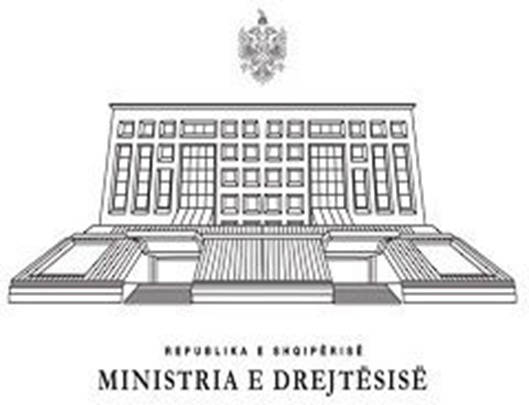 REPUBLIKA E SHQIPËRISË
MINISTRIA E DREJTËSISË